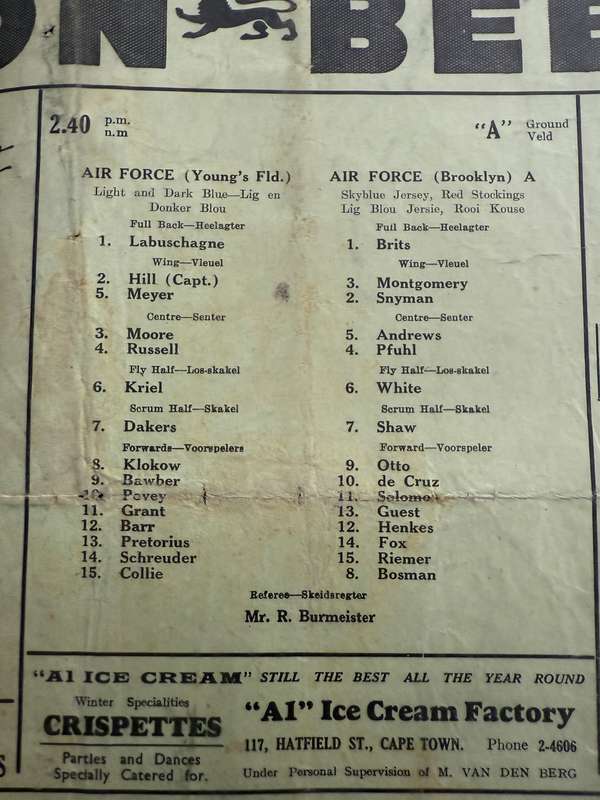 BEE
2.40 p.m.
n.m
"A" Ground
Veld
AIR FORCE (Young's Fld.)
Light and Dark Blue—Lig en
Donker Blou
Full Back—Heelagter
1. Labuschagne
Wing—Vleuel
2. Hill (Capt.)
5. Meyer
Centre—Senter
3. Moore
4. Russell
Fly Half—Los-skakel
6. Kriel
Scrum Half—Skakel
7. Dakers
Forwards—Voorspelers
8. Klokow
9. Bawber
10. Povey
11. Grant
12. Barr
13. Pretorius
14. Schreuder
15. Collie
AIR FORCE (Brooklyn) A
Skyblue Jersey, Red Stockings
Lig Blou Jersie, Rooi Kouse
Full Back—Heelagter
1. Brits
Wing—Vleuel
3. Montgomery
2. Snyman
Centre—Senter
5. Andrews
4. Pfuhl
Fly Half—Los-skakel
6. White
Scrum Half—Skakel
7. Shaw
Forward—Voorspeler
9. Otto
10. de Cruz
11. Solomon
13. Guest
12. Henkes
14. Fox
15. Riemer
8. Bosman
Referee—Skeidsregter
Mr. R. Burmeister
"A1 ICE CREAM" STILL THE BEST ALL THE YEAR ROUND
Winter Specialities
CRISPETTES
Parties and Dances
Specially Catered for.
"A1" Ice Cream Factory
117, HATFIELD ST., CAPE TOWN. Phone 2-4606
Under Personal Supervision of M. VAN DEN BERG